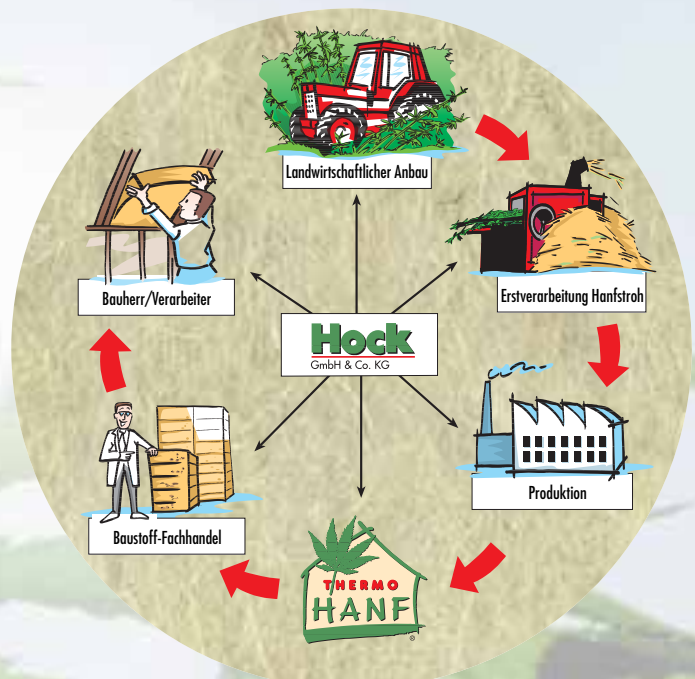 Landwirtschaftlicher Anbau
Bauherr/Verarbeiter
Erstverarbeitung Hanfstroh
Hock
GmbH & Co. KG
Produktion
Baustoff-Fachhandel
THERMO
HANF
®